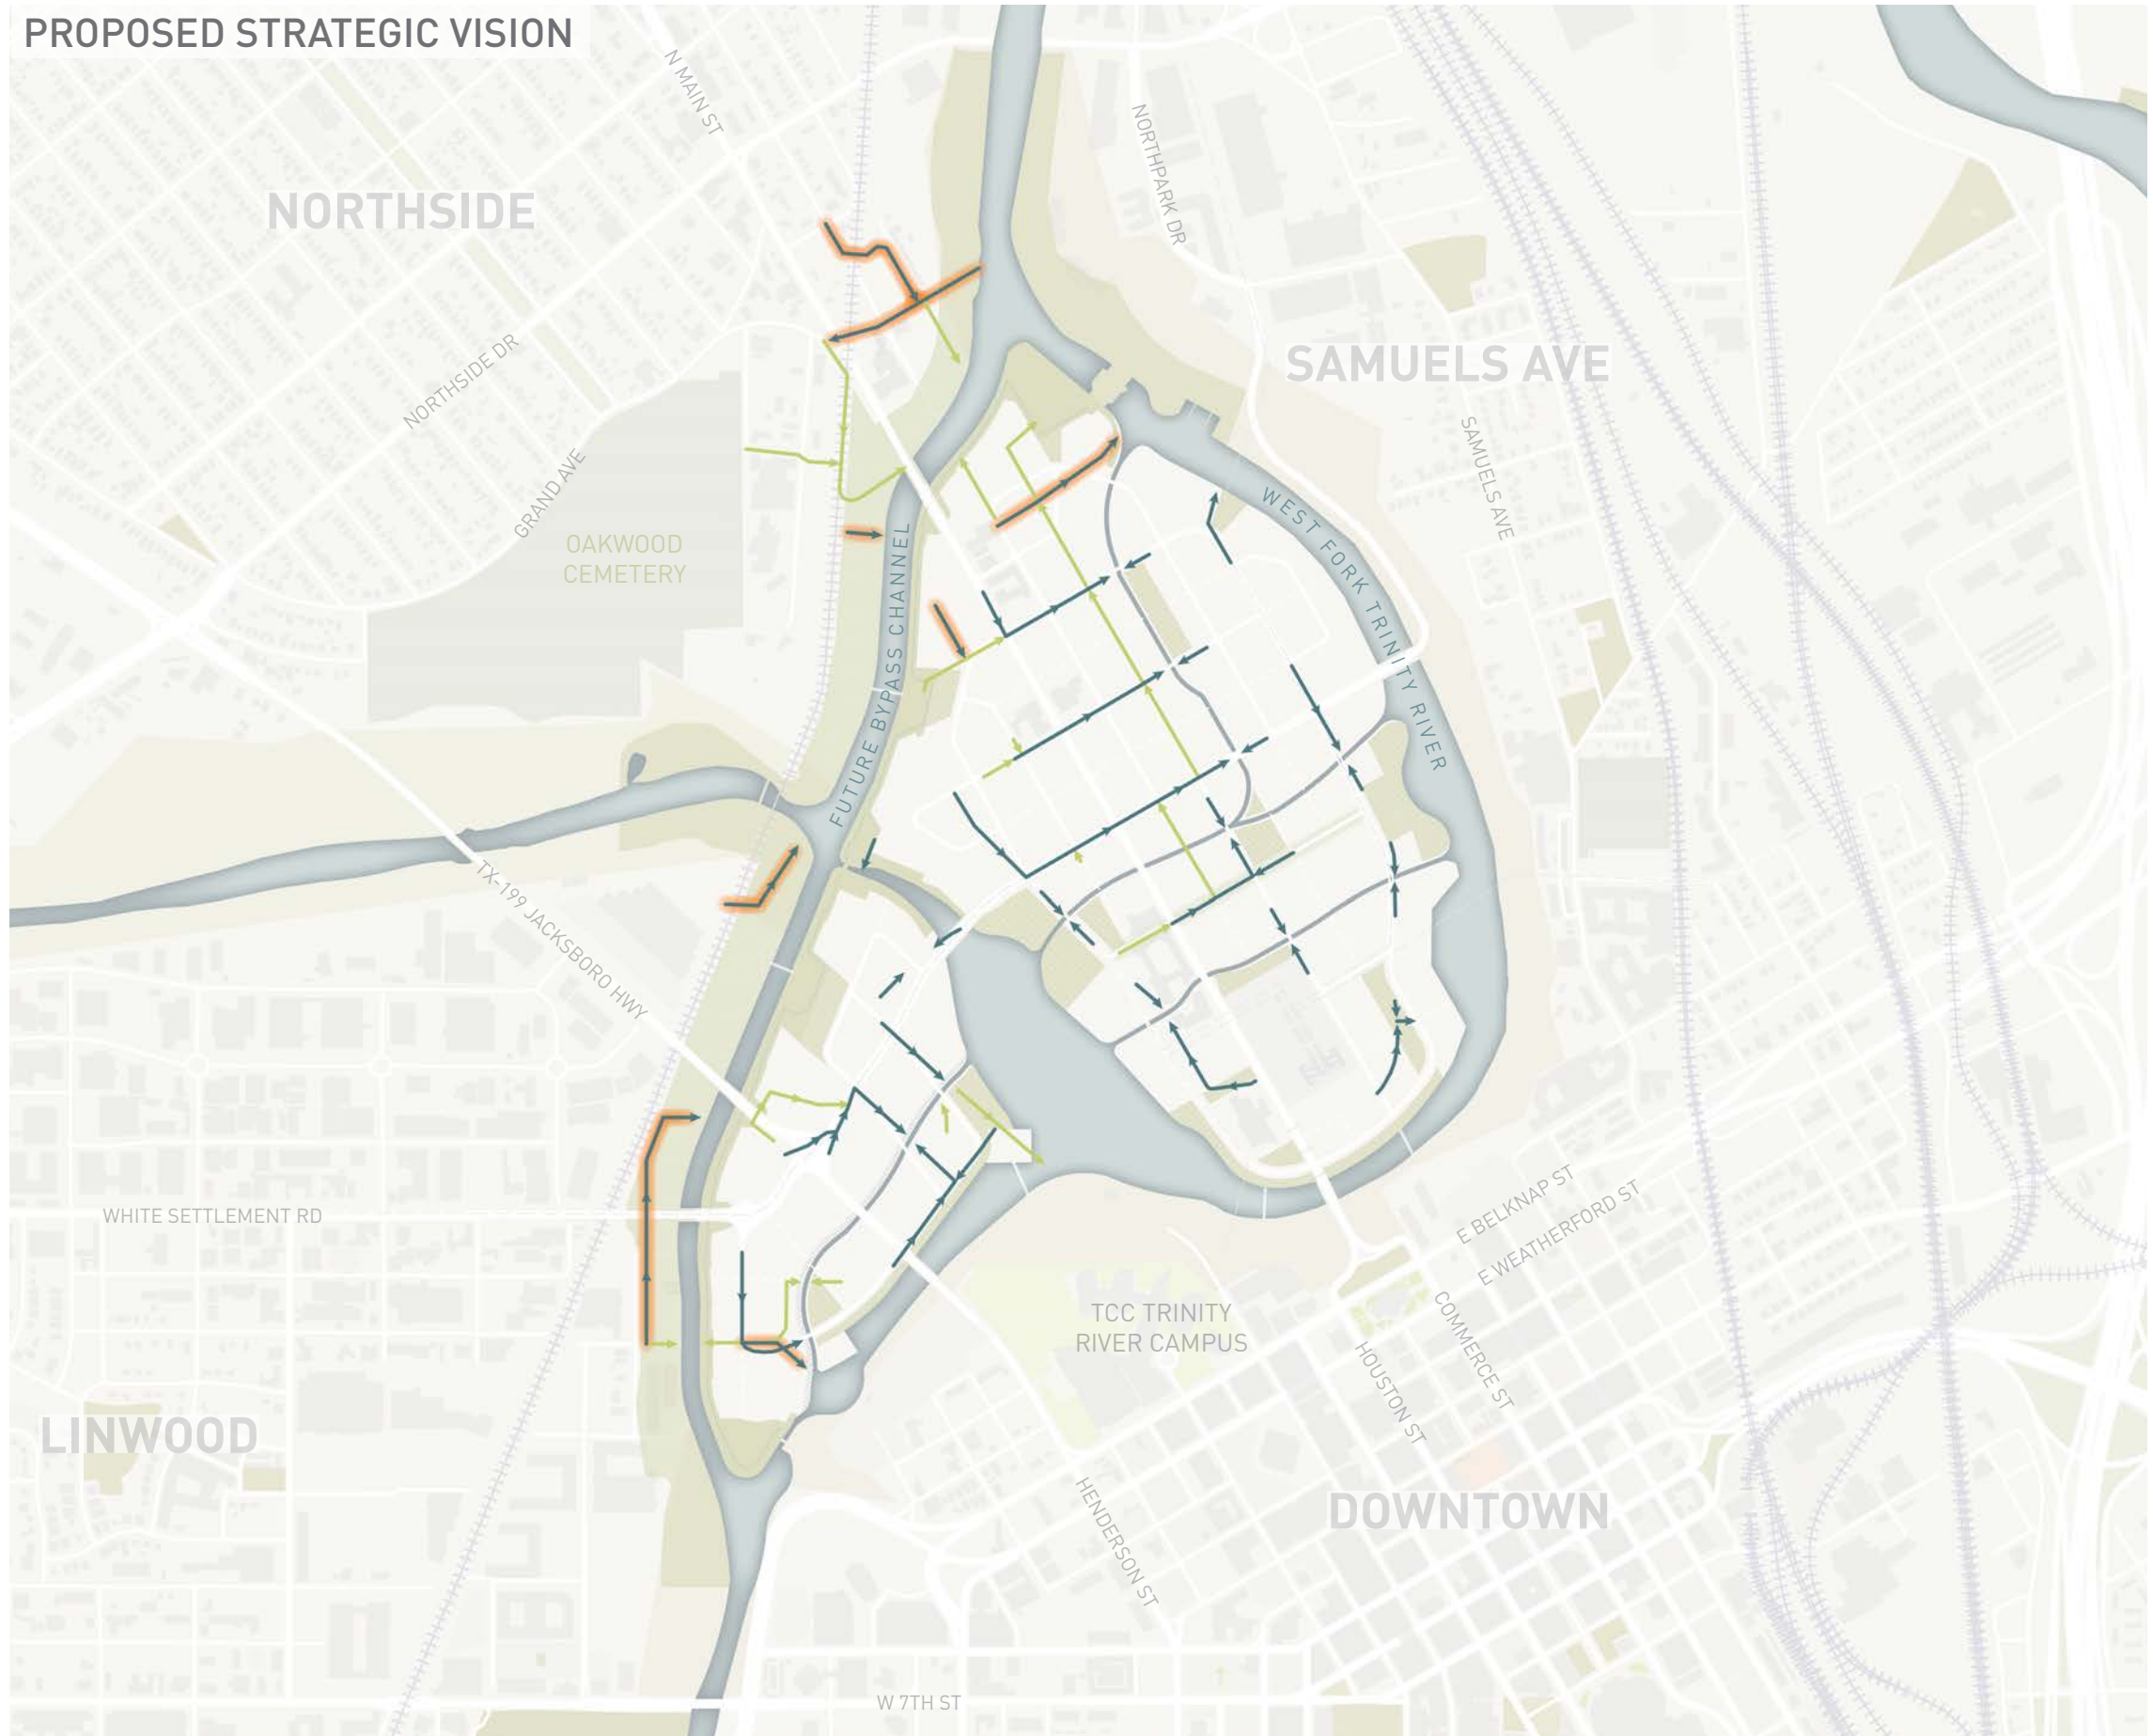 PROPOSED STRATEGIC VISION
N MAIN ST
NORTHPARK DR
NORTHSIDE
NORTHSIDE DR
SAMUELS AVE
GRAND AVE
SAMUELS AVE
OAKWOOD
CEMETERY
WEST FORK TRINITY RIVER
FUTURE BYPASS CHANNEL
TX-199 JACKSBORO HWY
WHITE SETTLEMENT RD
E BELKNAP ST
E WEATHERFORD ST
TCC TRINITY
RIVER CAMPUS
COMMERCE ST
HOUSTON ST
LINWOOD
HENDERSON ST
DOWNTOWN
W 7TH ST